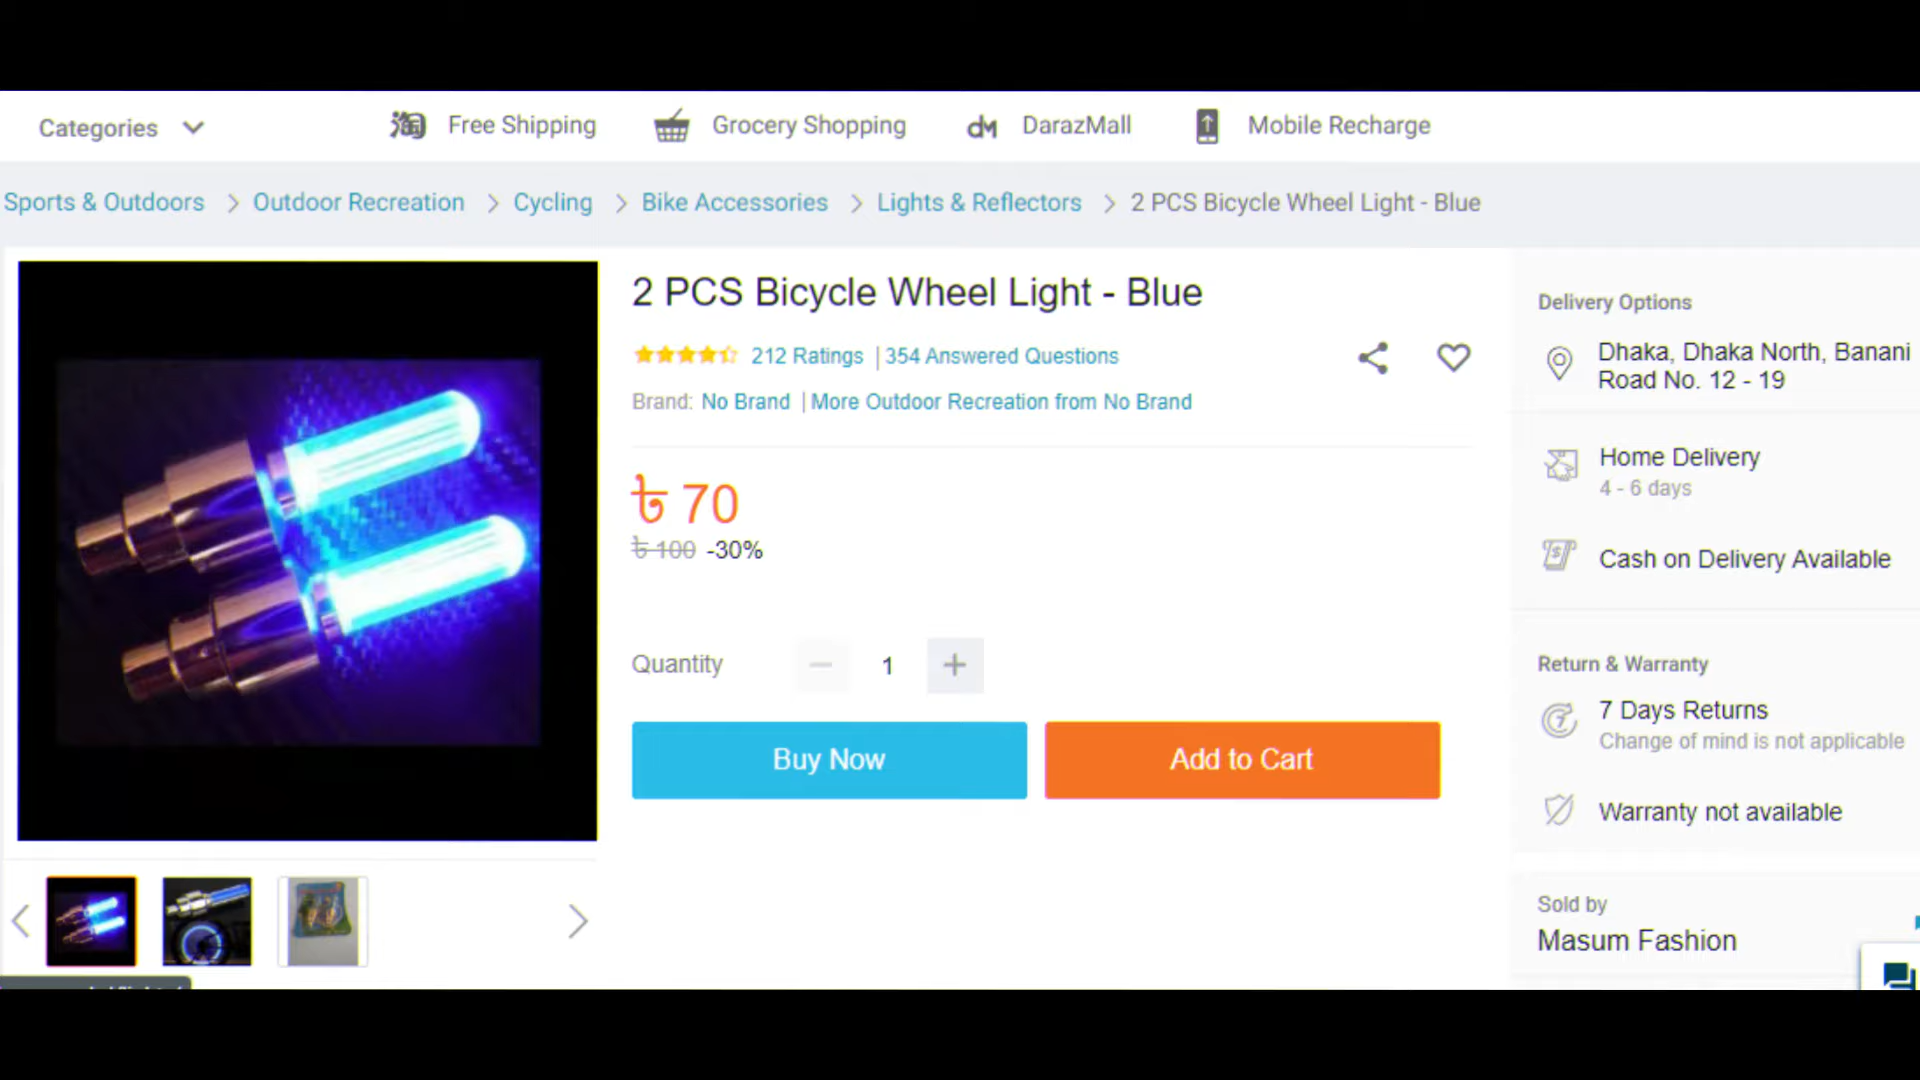 Categories
Free Shipping
Grocery Shopping
DarazMall
Mobile Recharge
Sports & Outdoors > Outdoor Recreation > Cycling > Bike Accessories > Lights & Reflectors > 2 PCS Bicycle Wheel Light - Blue
2 PCS Bicycle Wheel Light - Blue
212 Ratings | 354 Answered Questions
Brand: No Brand | More Outdoor Recreation from No Brand
৳ 70
৳ 100 -30%
Quantity
1
Buy Now
Add to Cart
Delivery Options
Dhaka, Dhaka North, Banani
Road No. 12 - 19
Home Delivery
4 - 6 days
Cash on Delivery Available
Return & Warranty
7 Days Returns
Change of mind is not applicable
Warranty not available
Sold by
Masum Fashion